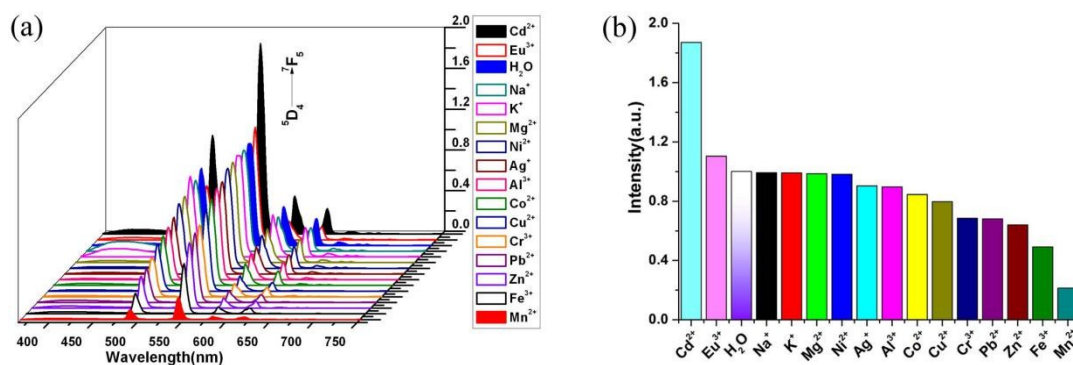 (a)
2.0
1.6
1.2
0.8
0.4
0.0
⁵D₄ → ⁷F₅
Cd²⁺
Eu³⁺
H₂O
Na⁺
K⁺
Mg²⁺
Ni²⁺
Ag⁺
Al³⁺
Co²⁺
Cu²⁺
Cr³⁺
Pb²⁺
Zn²⁺
Fe³⁺
Mn²⁺
400 450 500 550 600 650 700 750
Wavelength(nm)
(b)
Intensity(a.u.)
1.8
1.2
0.8
0.4
0.0
Cd²⁺ Eu³⁺ H₂O Na⁺ K⁺ Mg²⁺ Ni²⁺ Ag⁺ Al³⁺ Co²⁺ Cu²⁺ Cr³⁺ Pb²⁺ Zn²⁺ Fe³⁺ Mn²⁺